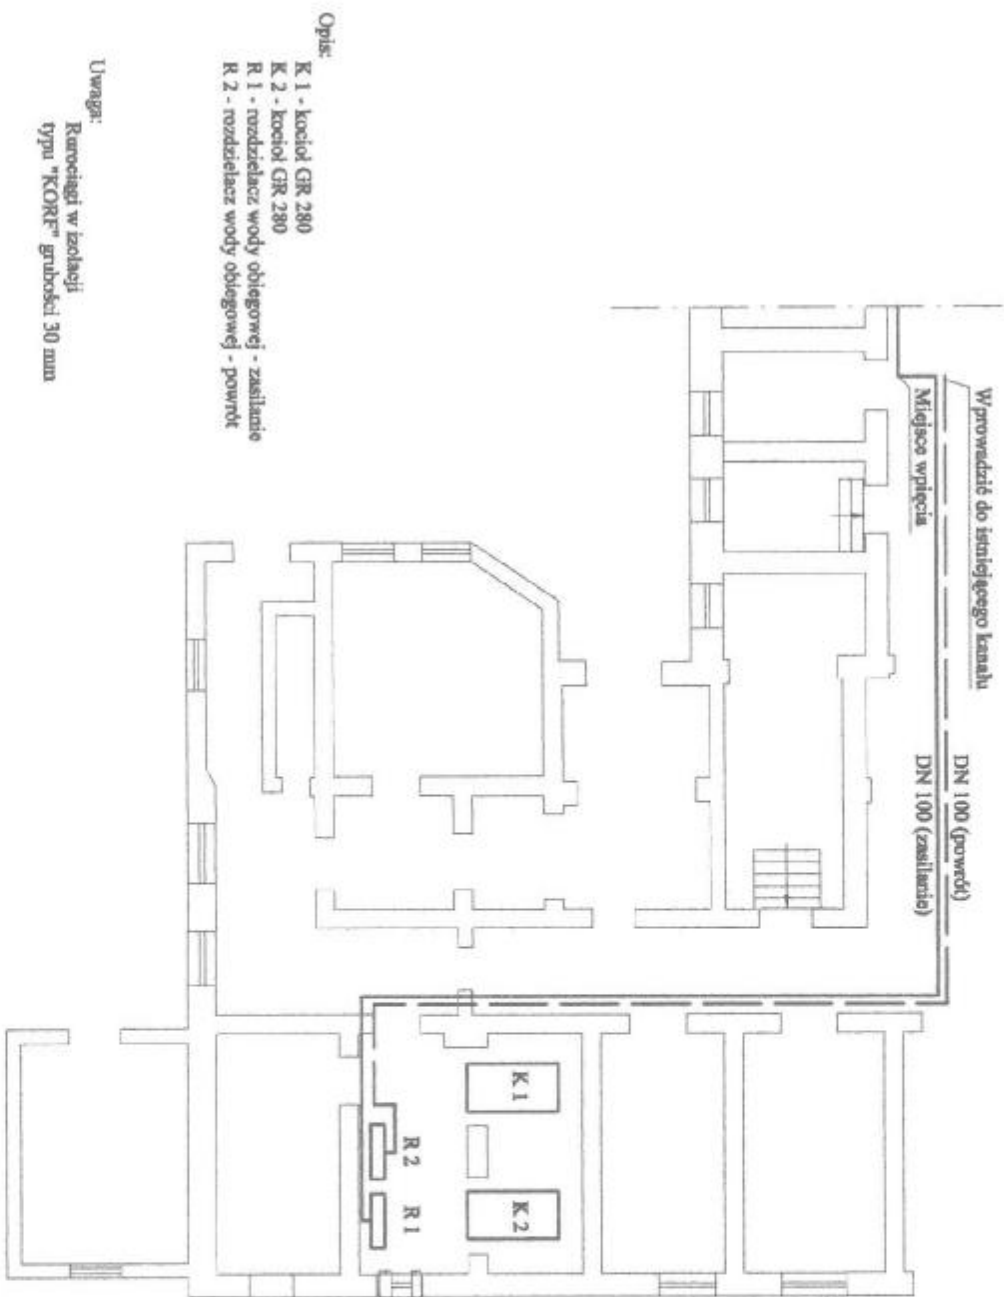 Wprowadzić do istniejącego kanału
Miejsce wpięcia
DN 100 (powrót)
DN 100 (zasilanie)
K 1
K 2
R 2
R 1
Opis:
K 1 - kocioł GR 280
K 2 - kocioł GR 280
R 1 - rozdzielacz wody obiegowej - zasilanie
R 2 - rozdzielacz wody obiegowej - powrót
Uwaga:
Rurociągi w izolacji
typu "KORF" grubości 30 mm